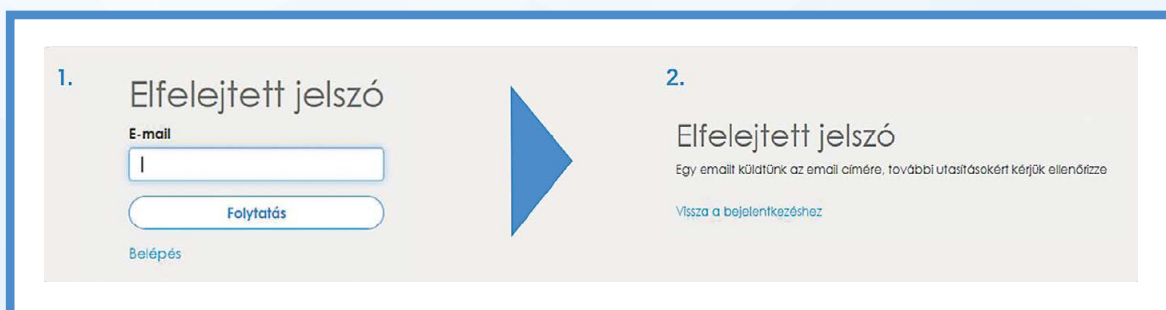 1.
Elfelejtett jelszó
E-mail
Folytatás
Belépés
2.
Elfelejtett jelszó
Egy emailt küldtünk az email címére, további utasításokért kérjük ellenőrizze
Vissza a bejelentkezéshez